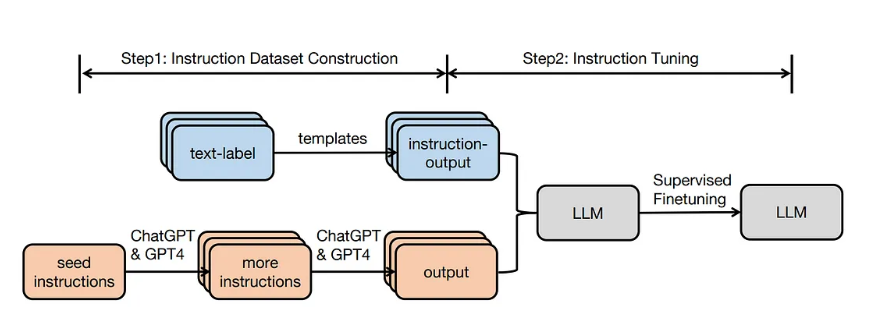 Step1: Instruction Dataset Construction
Step2: Instruction Tuning
text-label
templates
instruction-
output
LLM
Supervised
Finetuning
LLM
seed
instructions
ChatGPT
& GPT4
more
instructions
ChatGPT
& GPT4
output